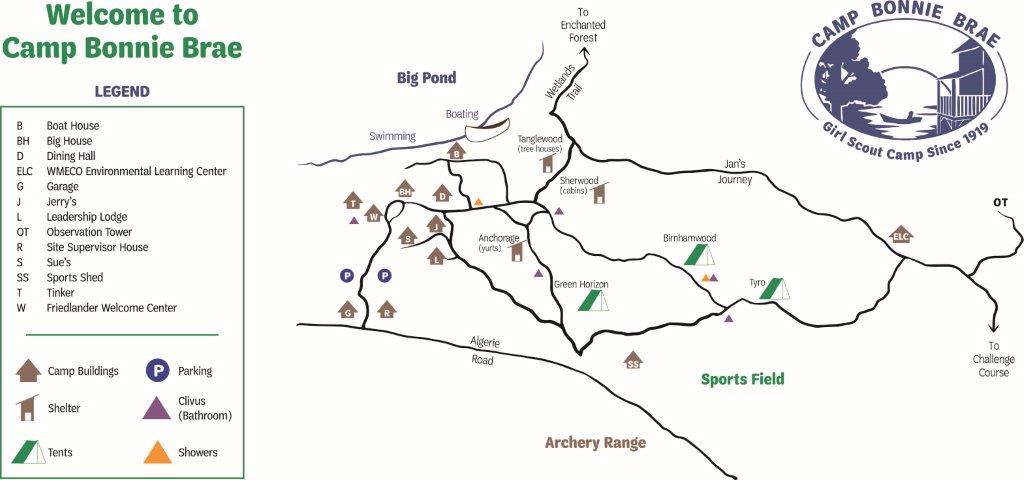 Welcome to
Camp Bonnie Brae
LEGEND
B Boat House
BH Big House
D Dining Hall
ELC WMECO Environmental Learning Center
G Garage
J Jerry's
L Leadership Lodge
OT Observation Tower
R Site Supervisor House
S Sue's
SS Sports Shed
T Tinker
W Friedlander Welcome Center
Camp Buildings
P Parking
Shelter
Clivus
(Bathroom)
Tents
Showers
To
Enchanted
Forest
Wetlands
Trail
Big Pond
Boating
Swimming
Tanglewood
(tree houses)
Sherwood
(cabins)
Jan's
Journey
B
BH
D
T
W
J
S
L
Anchorage
(yurts)
Birnhamwood
ELC
OT
P
P
Green Horizon
Tyro
G
R
Algerie
Road
SS
To
Challenge
Course
Sports Field
Archery Range
CAMP BONNIE BRAE
Girl Scout Camp Since 1919